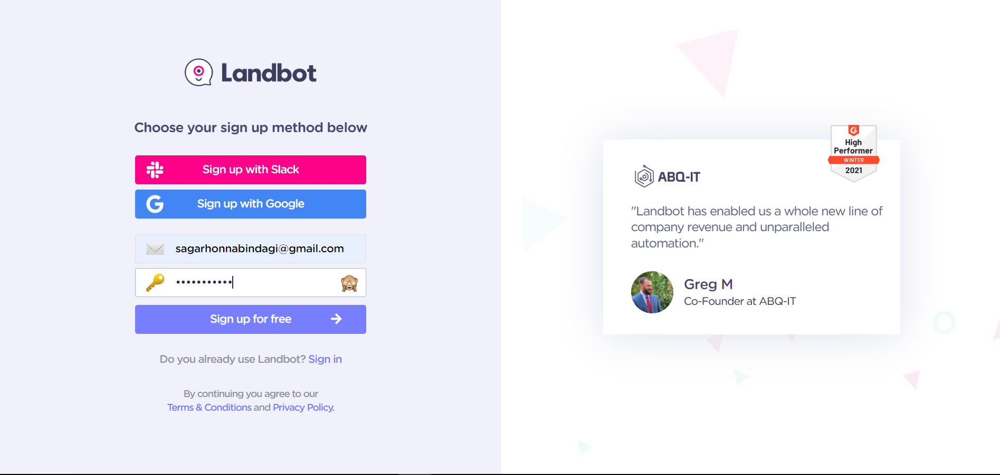 Landbot
Choose your sign up method below
Sign up with Slack
Sign up with Google
sagarhonnabindagi@gmail.com
•••••••••••
Sign up for free
Do you already use Landbot? Sign in
By continuing you agree to our
Terms & Conditions and Privacy Policy.
High
Performer
WINTER
2021
ABQ-IT
"Landbot has enabled us a whole new line of
company revenue and unparalleled
automation."
Greg M
Co-Founder at ABQ-IT